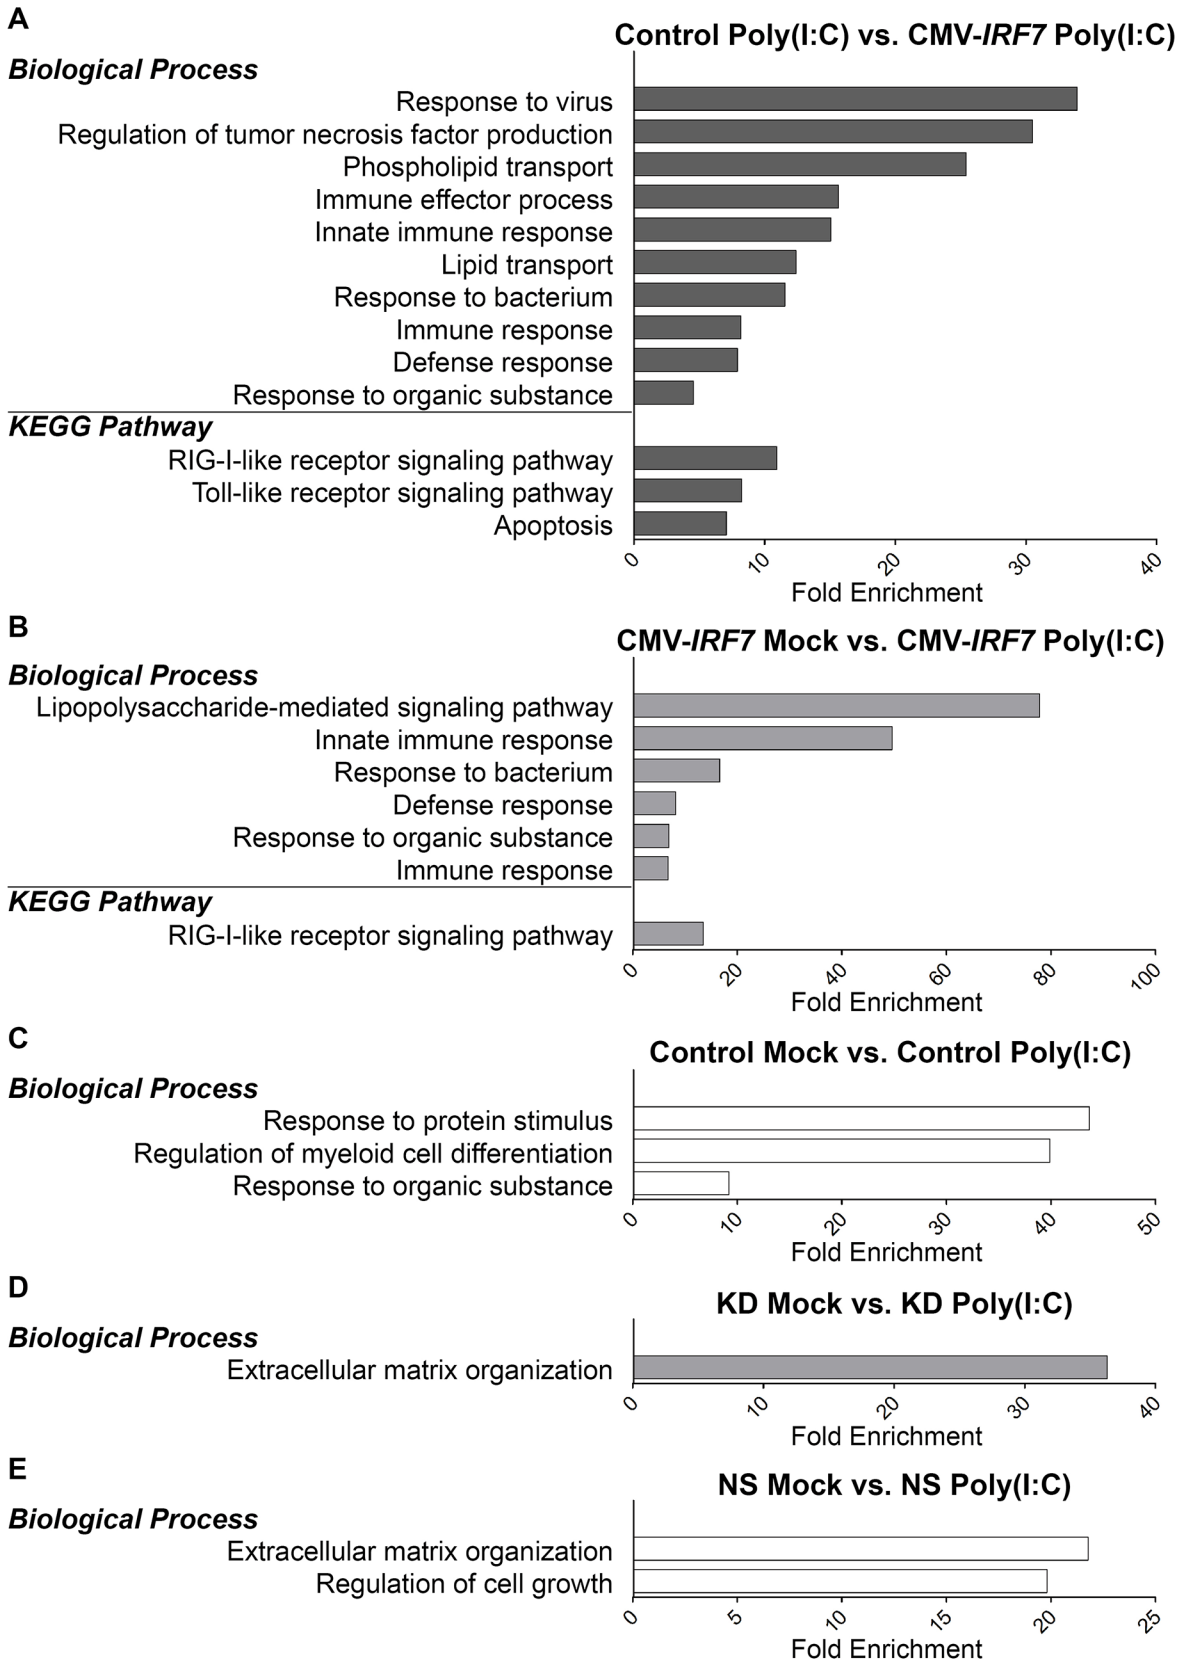 A
Control Poly(I:C) vs. CMV-IRF7 Poly(I:C)
Biological Process
Response to virus
Regulation of tumor necrosis factor production
Phospholipid transport
Immune effector process
Innate immune response
Lipid transport
Response to bacterium
Immune response
Defense response
Response to organic substance
KEGG Pathway
RIG-I-like receptor signaling pathway
Toll-like receptor signaling pathway
Apoptosis
0 10 20 30 40
Fold Enrichment
B
CMV-IRF7 Mock vs. CMV-IRF7 Poly(I:C)
Biological Process
Lipopolysaccharide-mediated signaling pathway
Innate immune response
Response to bacterium
Defense response
Response to organic substance
Immune response
KEGG Pathway
RIG-I-like receptor signaling pathway
0 20 40 60 80 100
Fold Enrichment
C
Control Mock vs. Control Poly(I:C)
Biological Process
Response to protein stimulus
Regulation of myeloid cell differentiation
Response to organic substance
0 10 20 30 40 50
Fold Enrichment
D
KD Mock vs. KD Poly(I:C)
Biological Process
Extracellular matrix organization
0 10 20 30 40
Fold Enrichment
E
NS Mock vs. NS Poly(I:C)
Biological Process
Extracellular matrix organization
Regulation of cell growth
0 5 10 15 20 25
Fold Enrichment